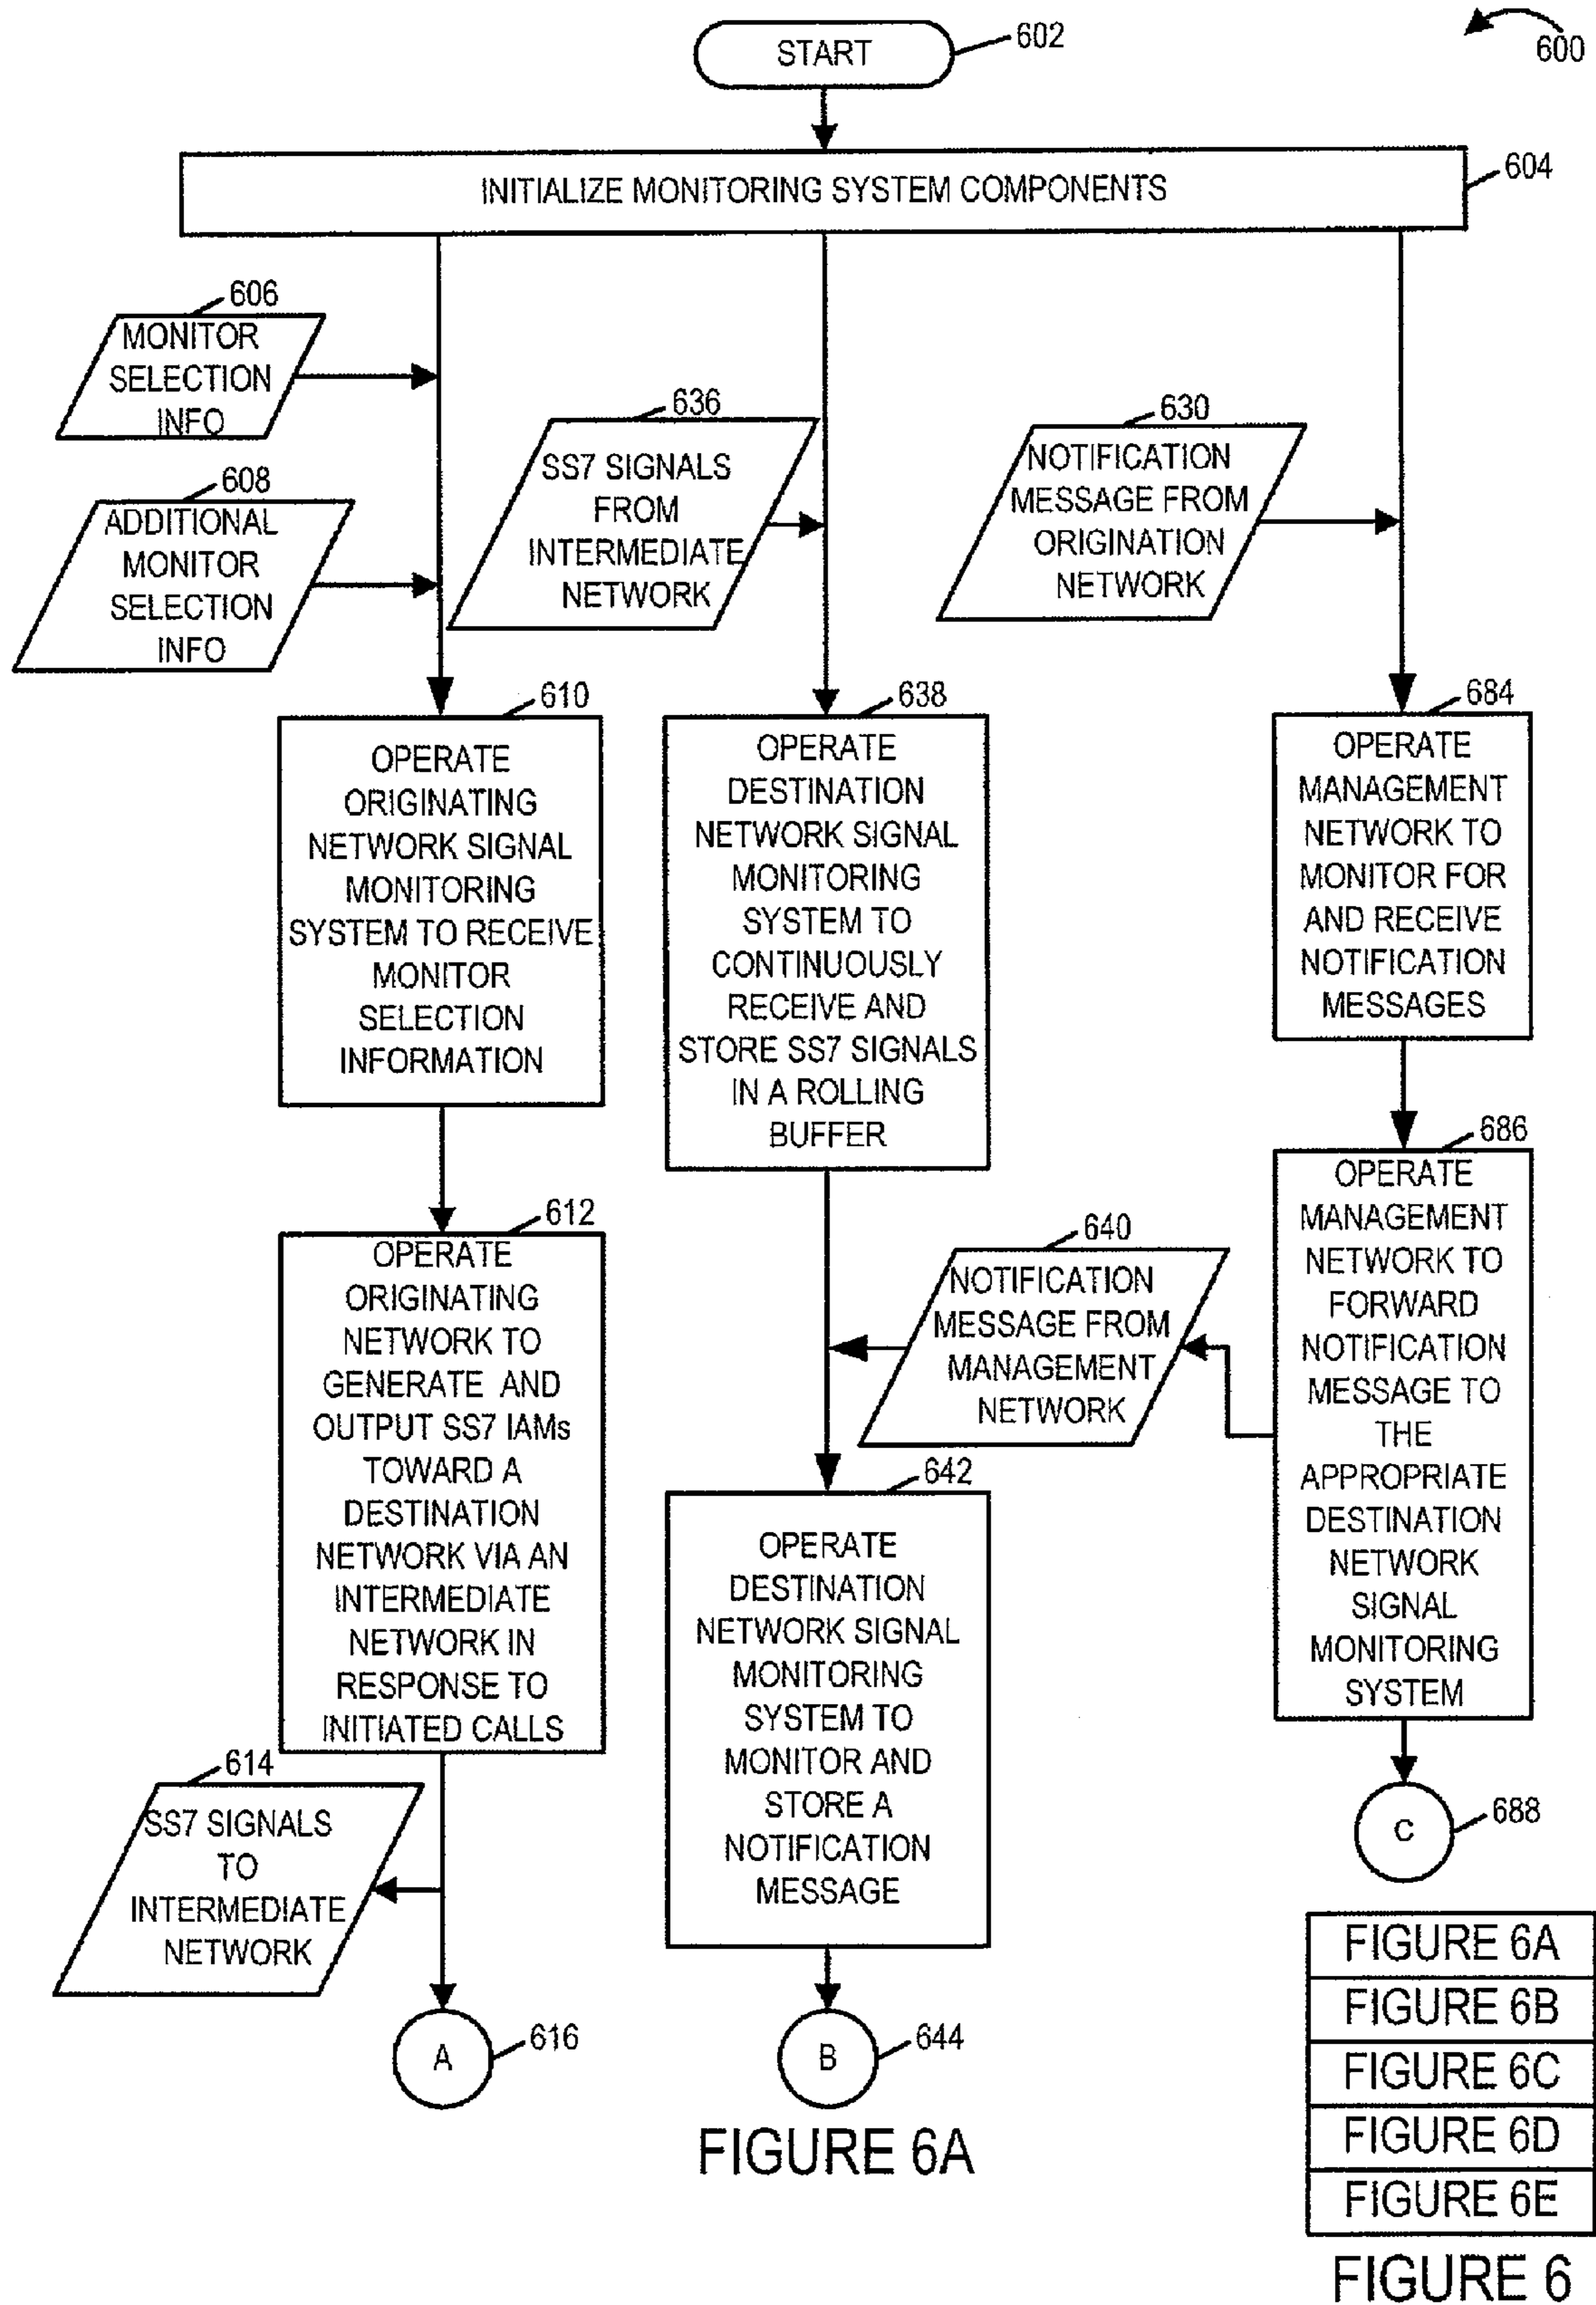 START
602
600
INITIALIZE MONITORING SYSTEM COMPONENTS
604
606
MONITOR
SELECTION
INFO
608
ADDITIONAL
MONITOR
SELECTION
INFO
636
SS7 SIGNALS
FROM
INTERMEDIATE
NETWORK
630
NOTIFICATION
MESSAGE FROM
ORIGINATION
NETWORK
610
OPERATE
ORIGINATING
NETWORK SIGNAL
MONITORING
SYSTEM TO RECEIVE
MONITOR
SELECTION
INFORMATION
638
OPERATE
DESTINATION
NETWORK SIGNAL
MONITORING
SYSTEM TO
CONTINUOUSLY
RECEIVE AND
STORE SS7 SIGNALS
IN A ROLLING
BUFFER
684
OPERATE
MANAGEMENT
NETWORK TO
MONITOR FOR
AND RECEIVE
NOTIFICATION
MESSAGES
612
OPERATE
ORIGINATING
NETWORK TO
GENERATE AND
OUTPUT SS7 IAMs
TOWARD A
DESTINATION
NETWORK VIA AN
INTERMEDIATE
NETWORK IN
RESPONSE TO
INITIATED CALLS
640
NOTIFICATION
MESSAGE FROM
MANAGEMENT
NETWORK
686
OPERATE
MANAGEMENT
NETWORK TO
FORWARD
NOTIFICATION
MESSAGE TO
THE
APPROPRIATE
DESTINATION
NETWORK
SIGNAL
MONITORING
SYSTEM
642
OPERATE
DESTINATION
NETWORK SIGNAL
MONITORING
SYSTEM TO
MONITOR AND
STORE A
NOTIFICATION
MESSAGE
614
SS7 SIGNALS
TO
INTERMEDIATE
NETWORK
C
688
A
616
B
644
FIGURE 6A
FIGURE 6A
FIGURE 6B
FIGURE 6C
FIGURE 6D
FIGURE 6E
FIGURE 6